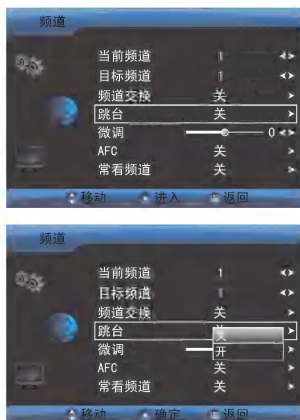 频道
当前频道 1
目标频道 1
频道交换 关
跳台 关
微调 0
AFC 关
常看频道 关
移动 进入 返回
频道
当前频道 1
目标频道 1
频道交换 关
跳台 关
开
微调
AFC 关
常看频道 关
移动 确定 返回